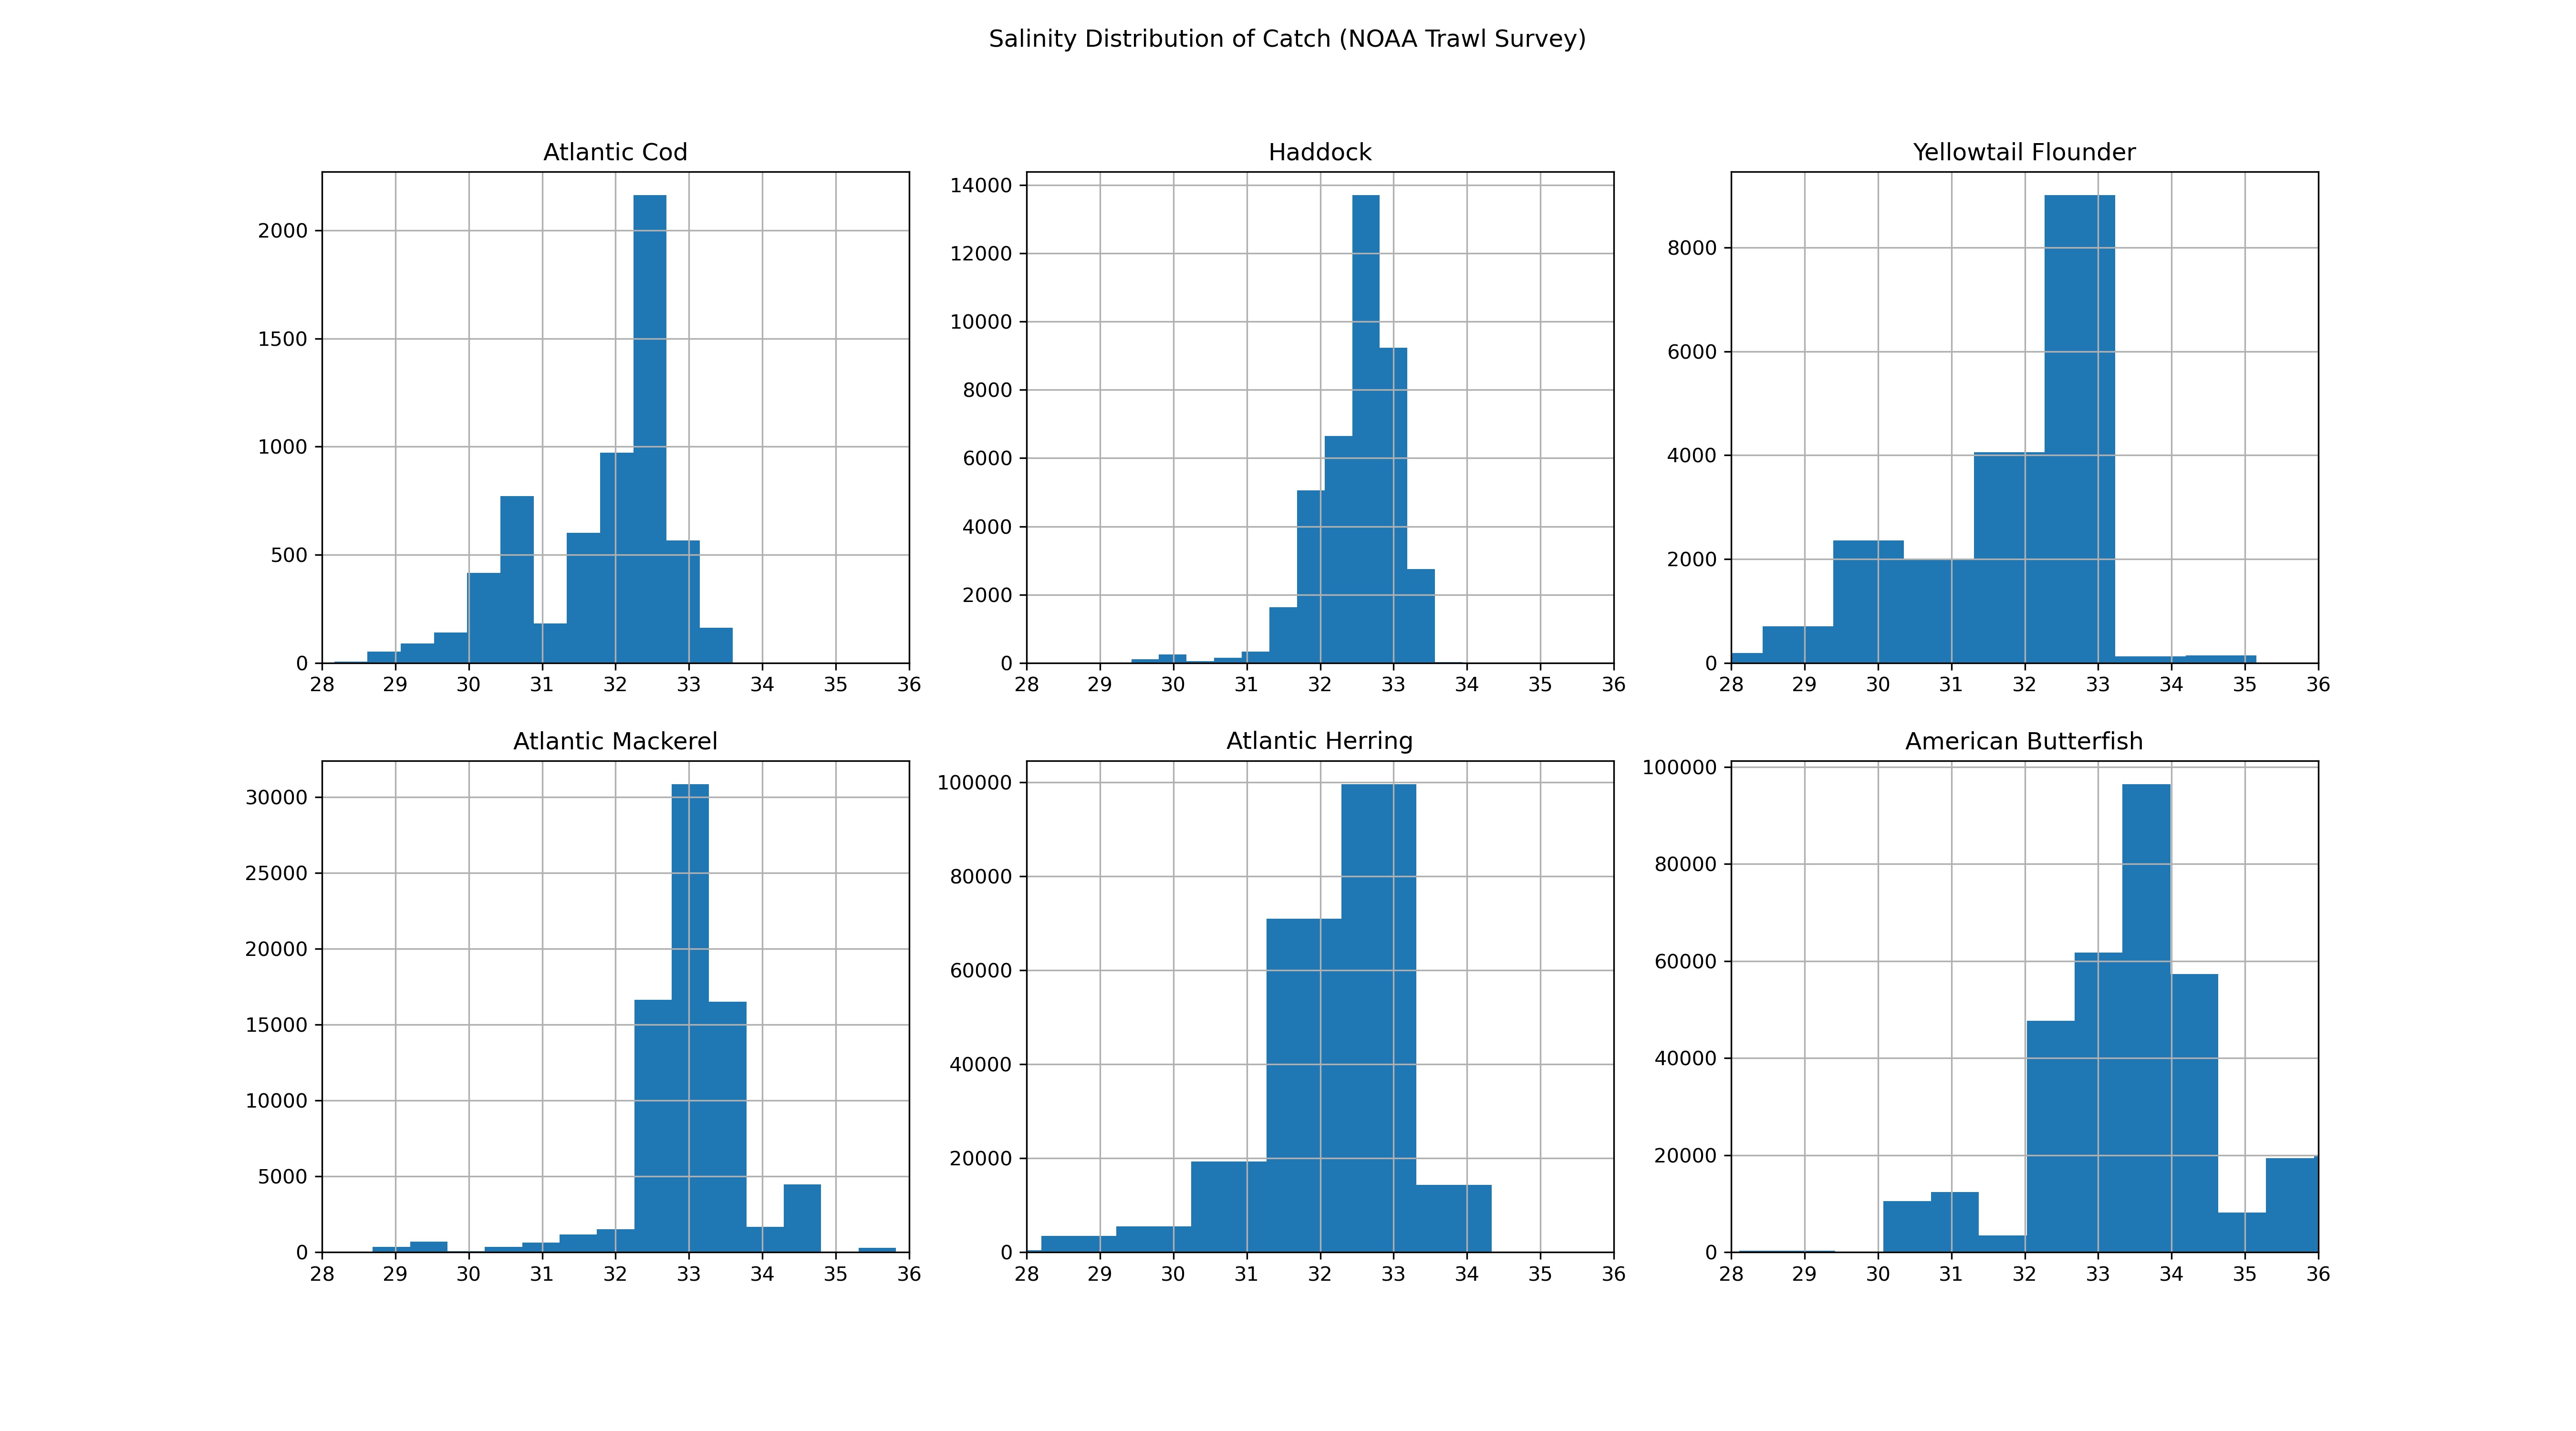 Salinity Distribution of Catch (NOAA Trawl Survey)
Atlantic Cod
2000
1500
1000
500
0
28 29 30 31 32 33 34 35 36
Haddock
14000
12000
10000
8000
6000
4000
2000
0
28 29 30 31 32 33 34 35 36
Yellowtail Flounder
8000
6000
4000
2000
0
28 29 30 31 32 33 34 35 36
Atlantic Mackerel
30000
25000
20000
15000
10000
5000
0
28 29 30 31 32 33 34 35 36
Atlantic Herring
100000
80000
60000
40000
20000
0
28 29 30 31 32 33 34 35 36
American Butterfish
100000
80000
60000
40000
20000
0
28 29 30 31 32 33 34 35 36